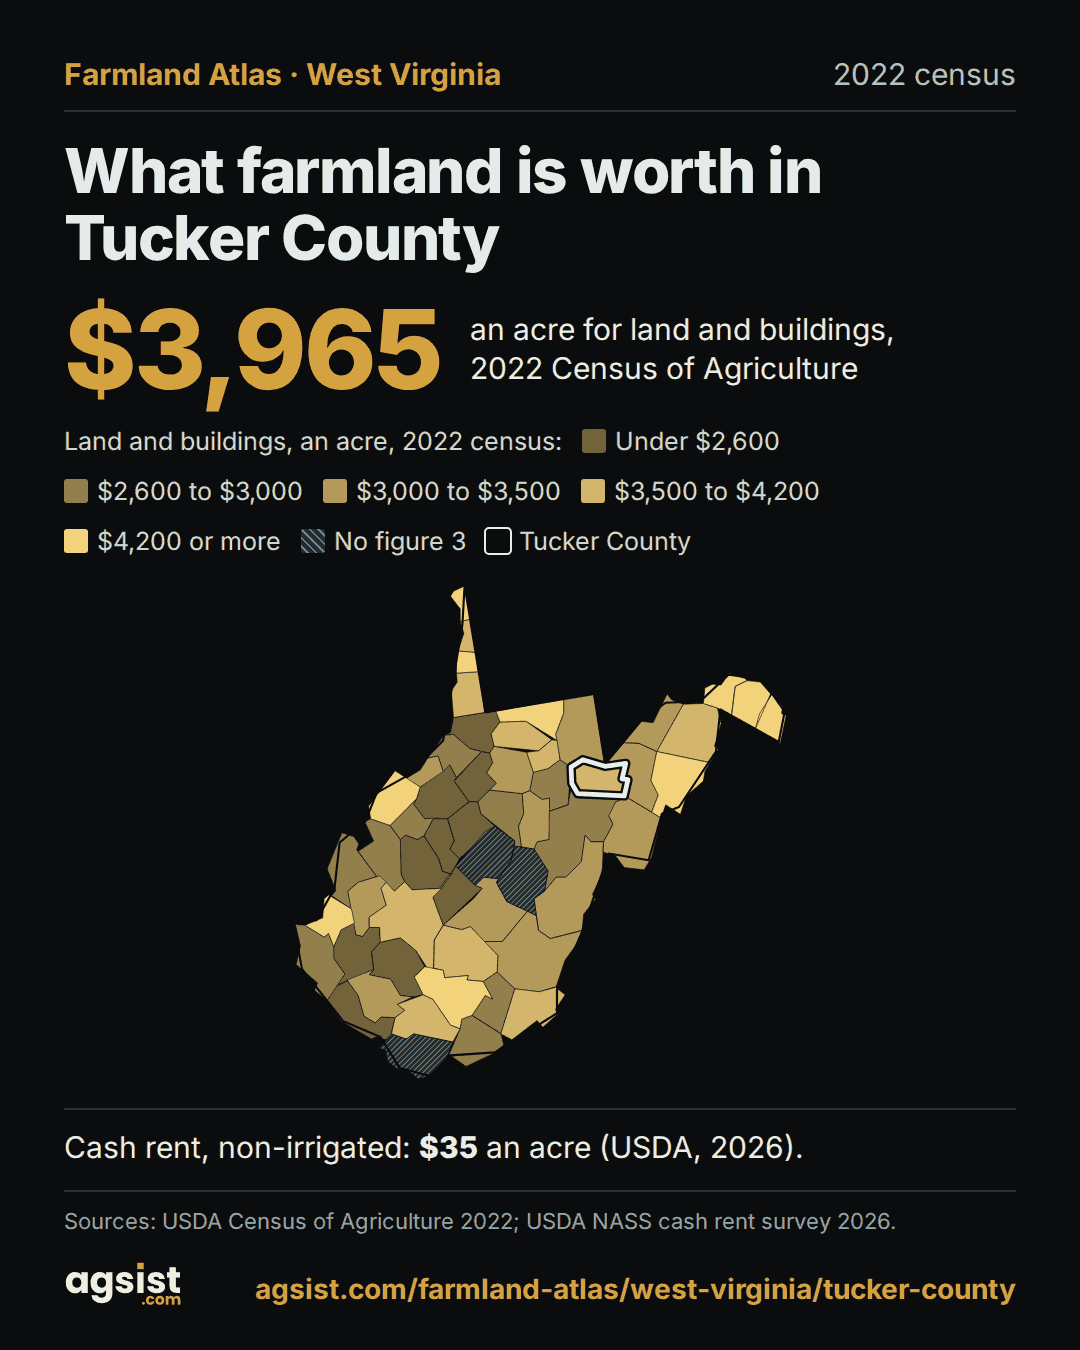 Farmland Atlas · West Virginia
2022 census
What farmland is worth in
Tucker County
$3,965
an acre for land and buildings,
2022 Census of Agriculture
Land and buildings, an acre, 2022 census: Under $2,600
$2,600 to $3,000 $3,000 to $3,500 $3,500 to $4,200
$4,200 or more No figure 3 Tucker County
Cash rent, non-irrigated: $35 an acre (USDA, 2026).
Sources: USDA Census of Agriculture 2022; USDA NASS cash rent survey 2026.
agsist
.com
agsist.com/farmland-atlas/west-virginia/tucker-county